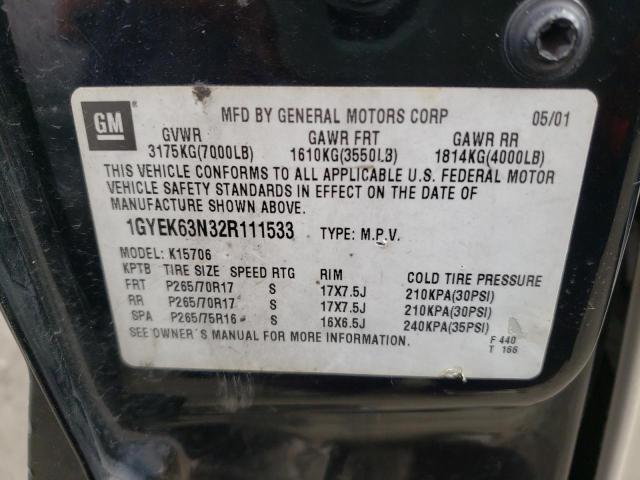 GM
MFD BY GENERAL MOTORS CORP 05/01
GVWR GAWR FRT GAWR RR
3175KG(7000LB) 1610KG(3550LB) 1814KG(4000LB)
THIS VEHICLE CONFORMS TO ALL APPLICABLE U.S. FEDERAL MOTOR
VEHICLE SAFETY STANDARDS IN EFFECT ON THE DATE OF
MANUFACTURE SHOWN ABOVE.
1GYEK63N32R111533 TYPE: M.P.V.
MODEL: K15706
KPTB TIRE SIZE SPEED RTG RIM COLD TIRE PRESSURE
FRT P265/70R17 S 17X7.5J 210KPA(30PSI)
RR P265/70R17 S 17X7.5J 210KPA(30PSI)
SPA P265/75R16 S 16X6.5J 240KPA(35PSI)
SEE OWNER'S MANUAL FOR MORE INFORMATION. F 440
T 166